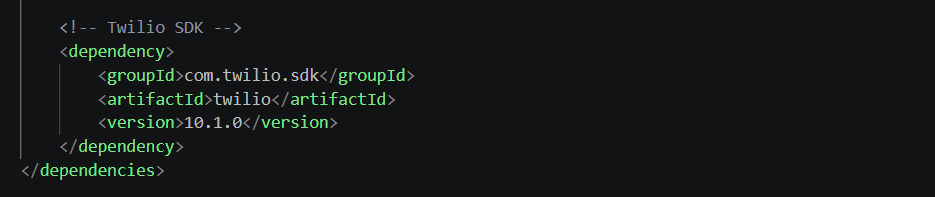 <!-- Twilio SDK -->
<dependency>
<groupId>com.twilio.sdk</groupId>
<artifactId>twilio</artifactId>
<version>10.1.0</version>
</dependency>
</dependencies>